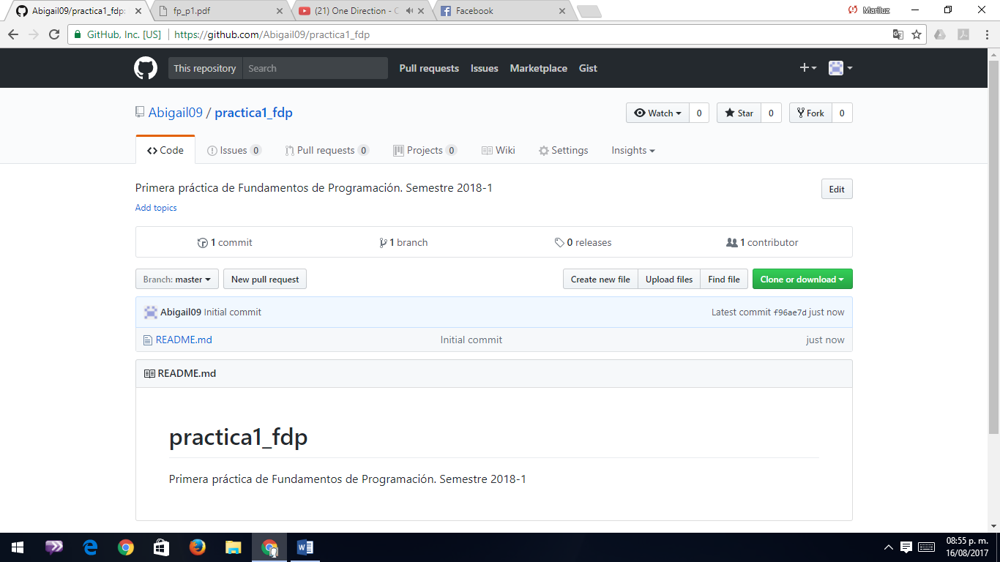 Abigail09/practica1_fdp: fp_p1.pdf (21) One Direction - Facebook Mariluz
GitHub, Inc. [US] https://github.com/Abigail09/practica1_fdp
This repository Search Pull requests Issues Marketplace Gist
Abigail09 / practica1_fdp Watch 0 Star 0 Fork 0
Code Issues 0 Pull requests 0 Projects 0 Wiki Settings Insights
Primera práctica de Fundamentos de Programación. Semestre 2018-1 Edit
Add topics
1 commit 1 branch 0 releases 1 contributor
Branch: master New pull request Create new file Upload files Find file Clone or download
Abigail09 Initial commit Latest commit f96ae7d just now
README.md Initial commit just now
README.md
practica1_fdp
Primera práctica de Fundamentos de Programación. Semestre 2018-1
08:55 p. m.
16/08/2017